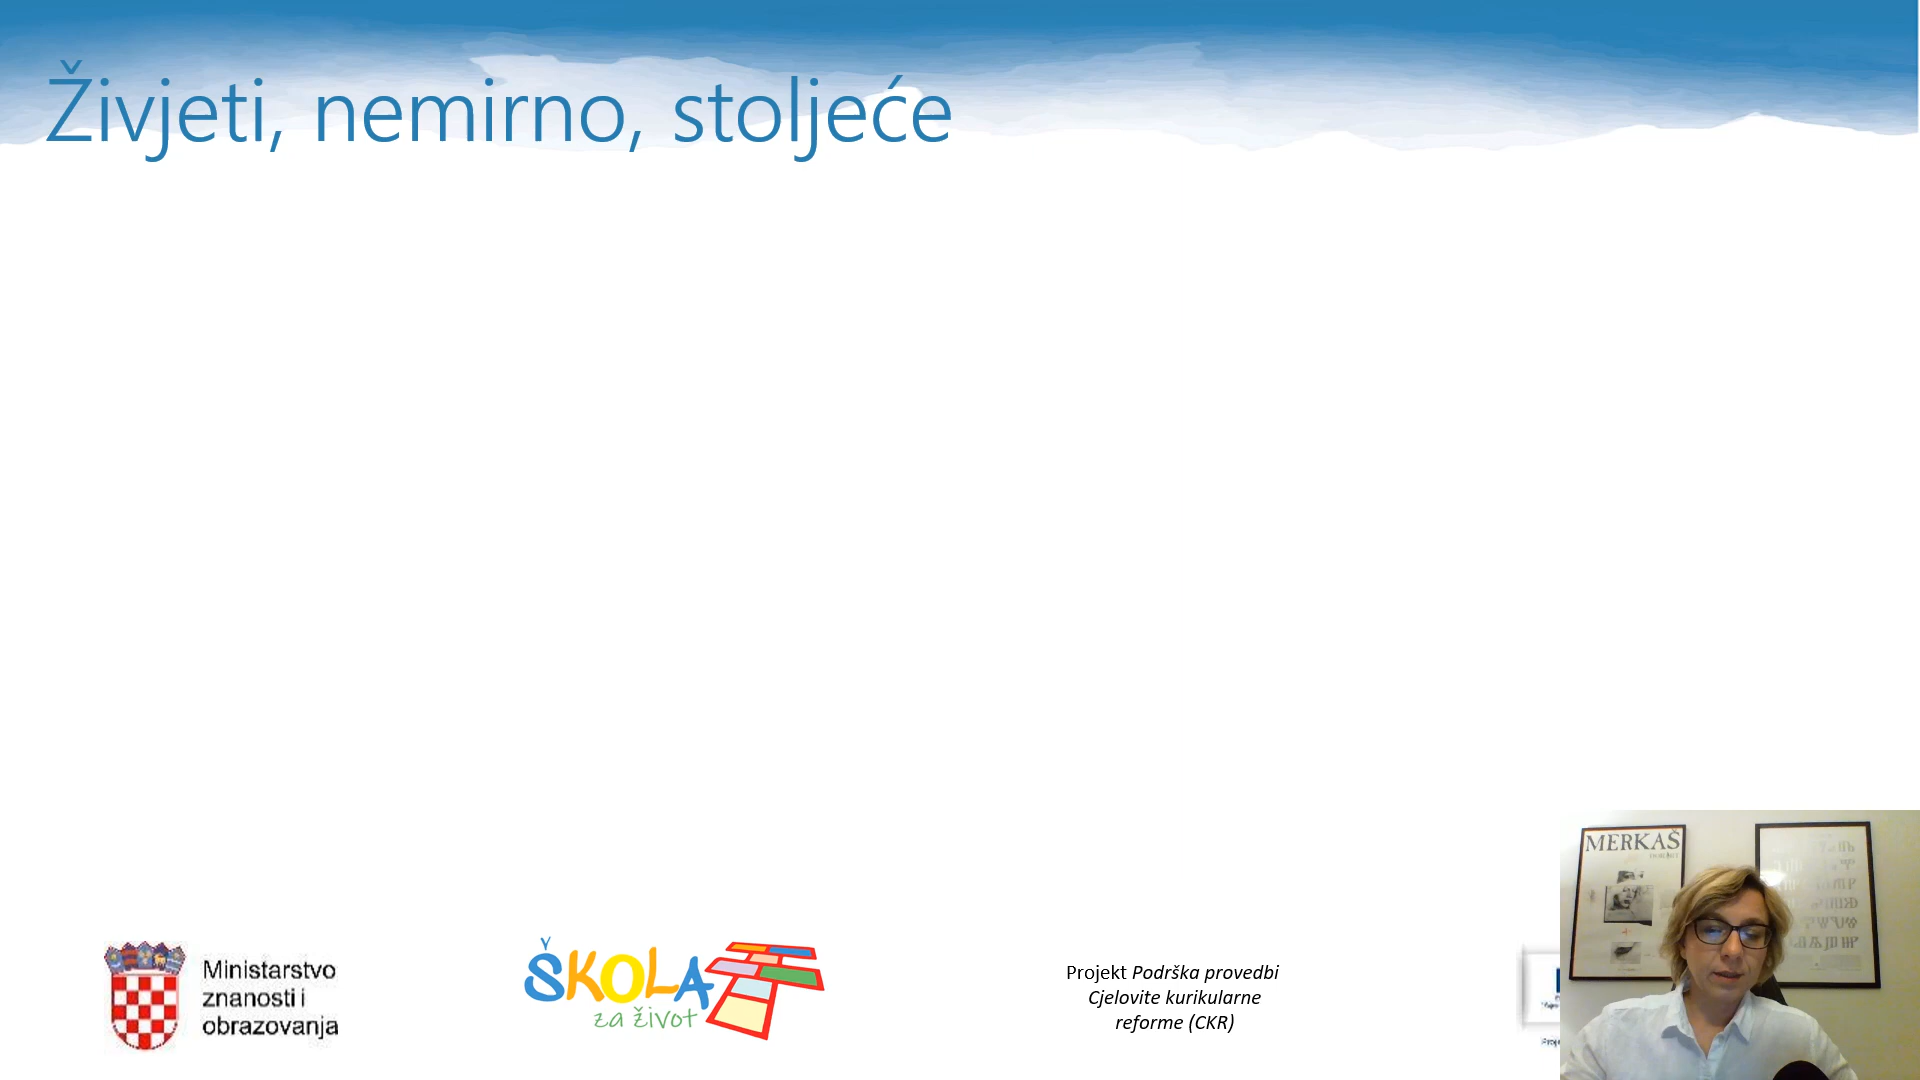 Živjeti, nemirno, stoljeće
Ministarstvo
znanosti i
obrazovanja
ŠKOLA
za život
Projekt Podrška provedbi
Cjelovite kurikularne
reforme (CKR)
MERKAŠ